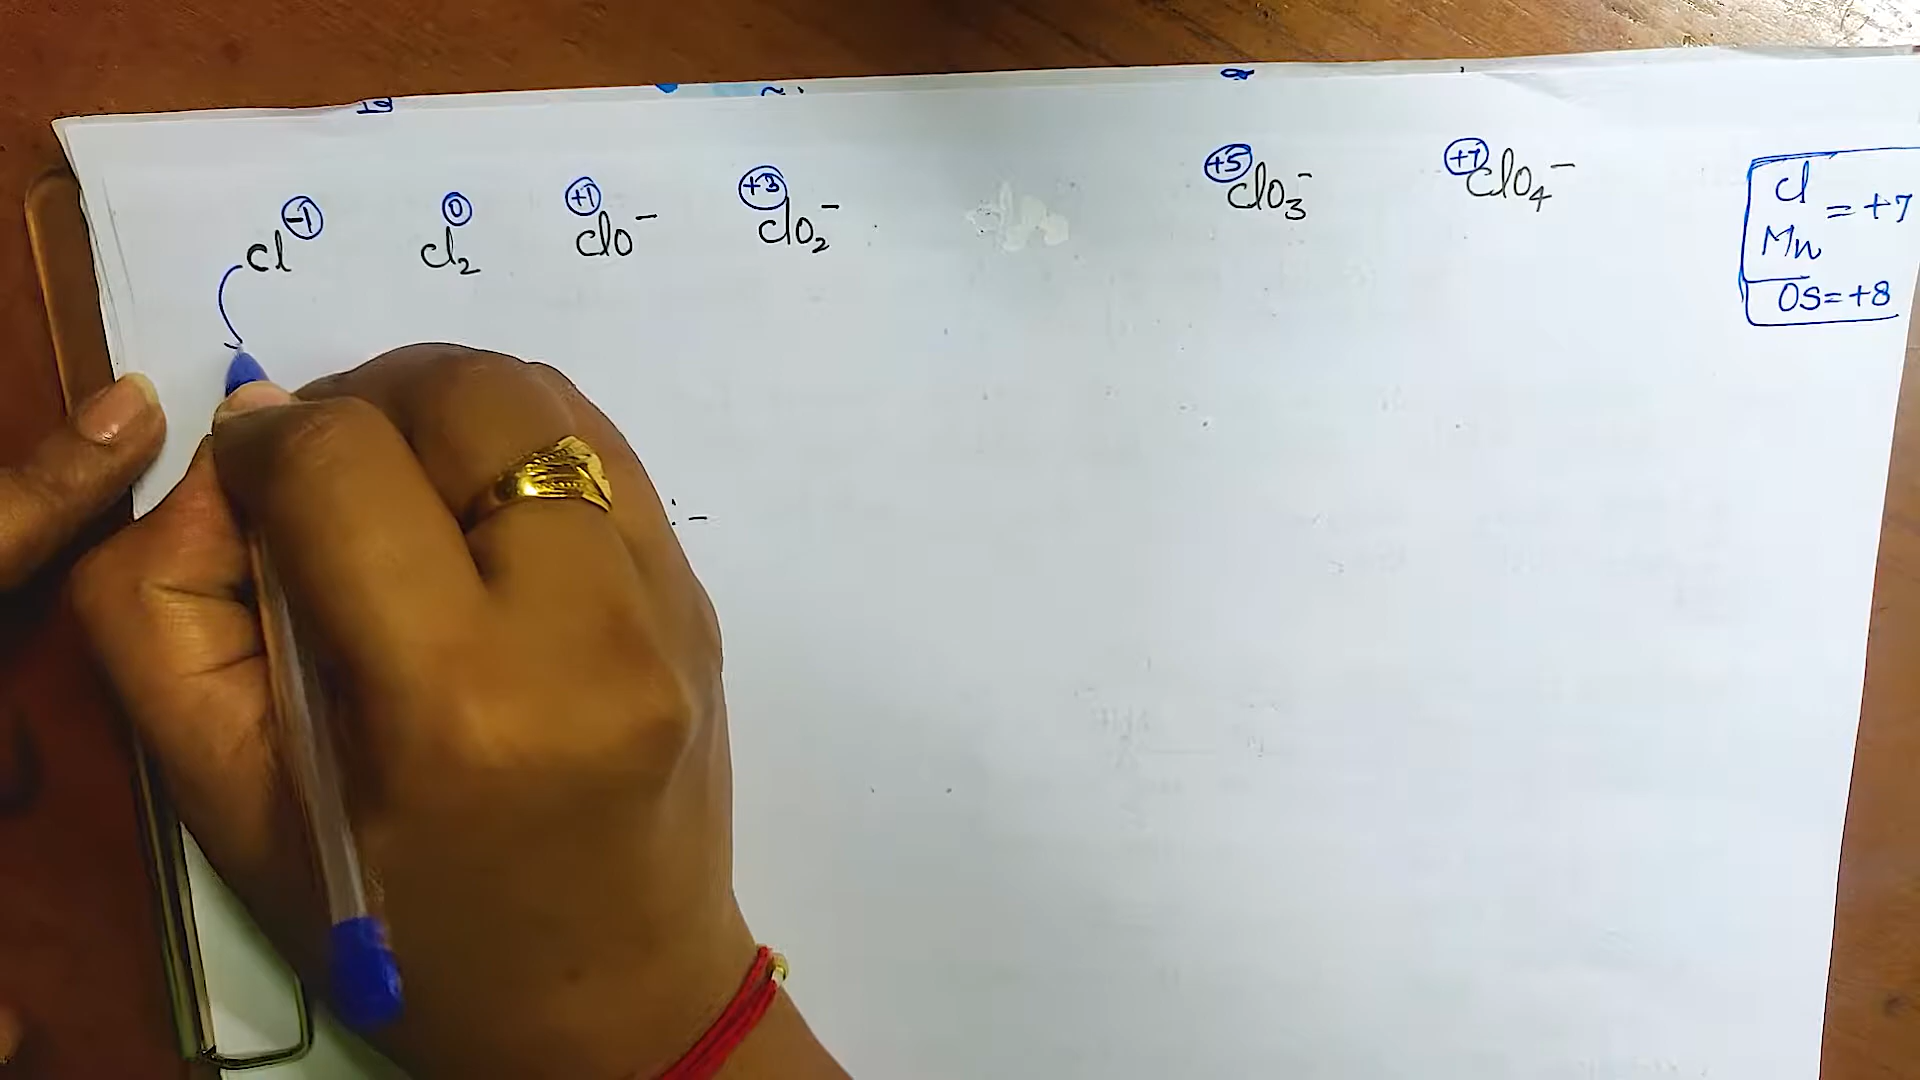 Cl⁻¹ Cl₂ ⁰ ClO⁻ +1 ClO₂⁻ +3 ClO₃⁻ +5 ClO₄⁻ +7
Cl
Mn = +7
OS = +8
:-